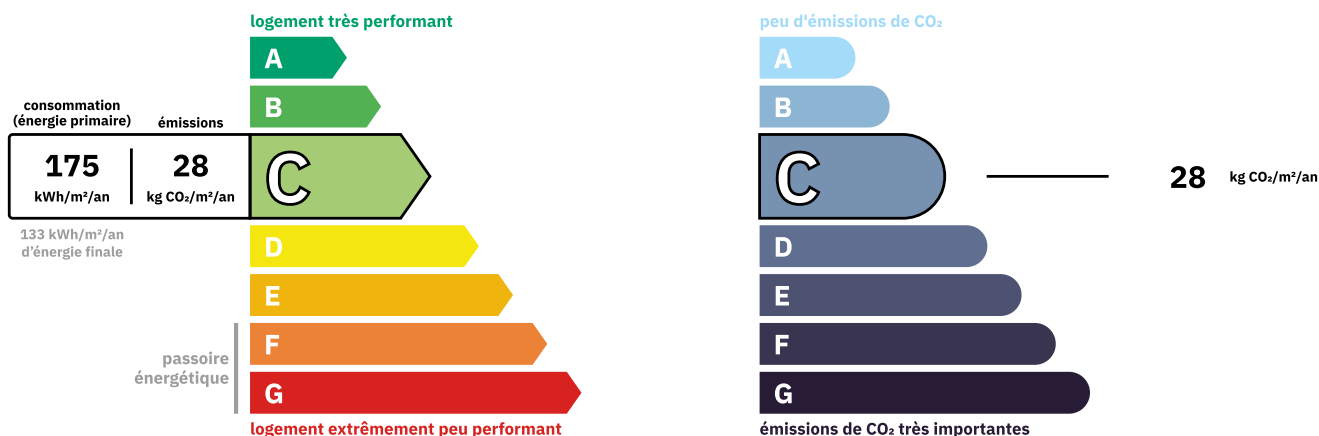 logement très performant
A
B
consommation
(énergie primaire)
émissions
175
kWh/m²/an
28
kg CO₂/m²/an
C
133 kWh/m²/an
d'énergie finale
D
E
F
G
passoire
énergétique
logement extrêmement peu performant
peu d'émissions de CO₂
A
B
C
28 kg CO₂/m²/an
D
E
F
G
émissions de CO₂ très importantes